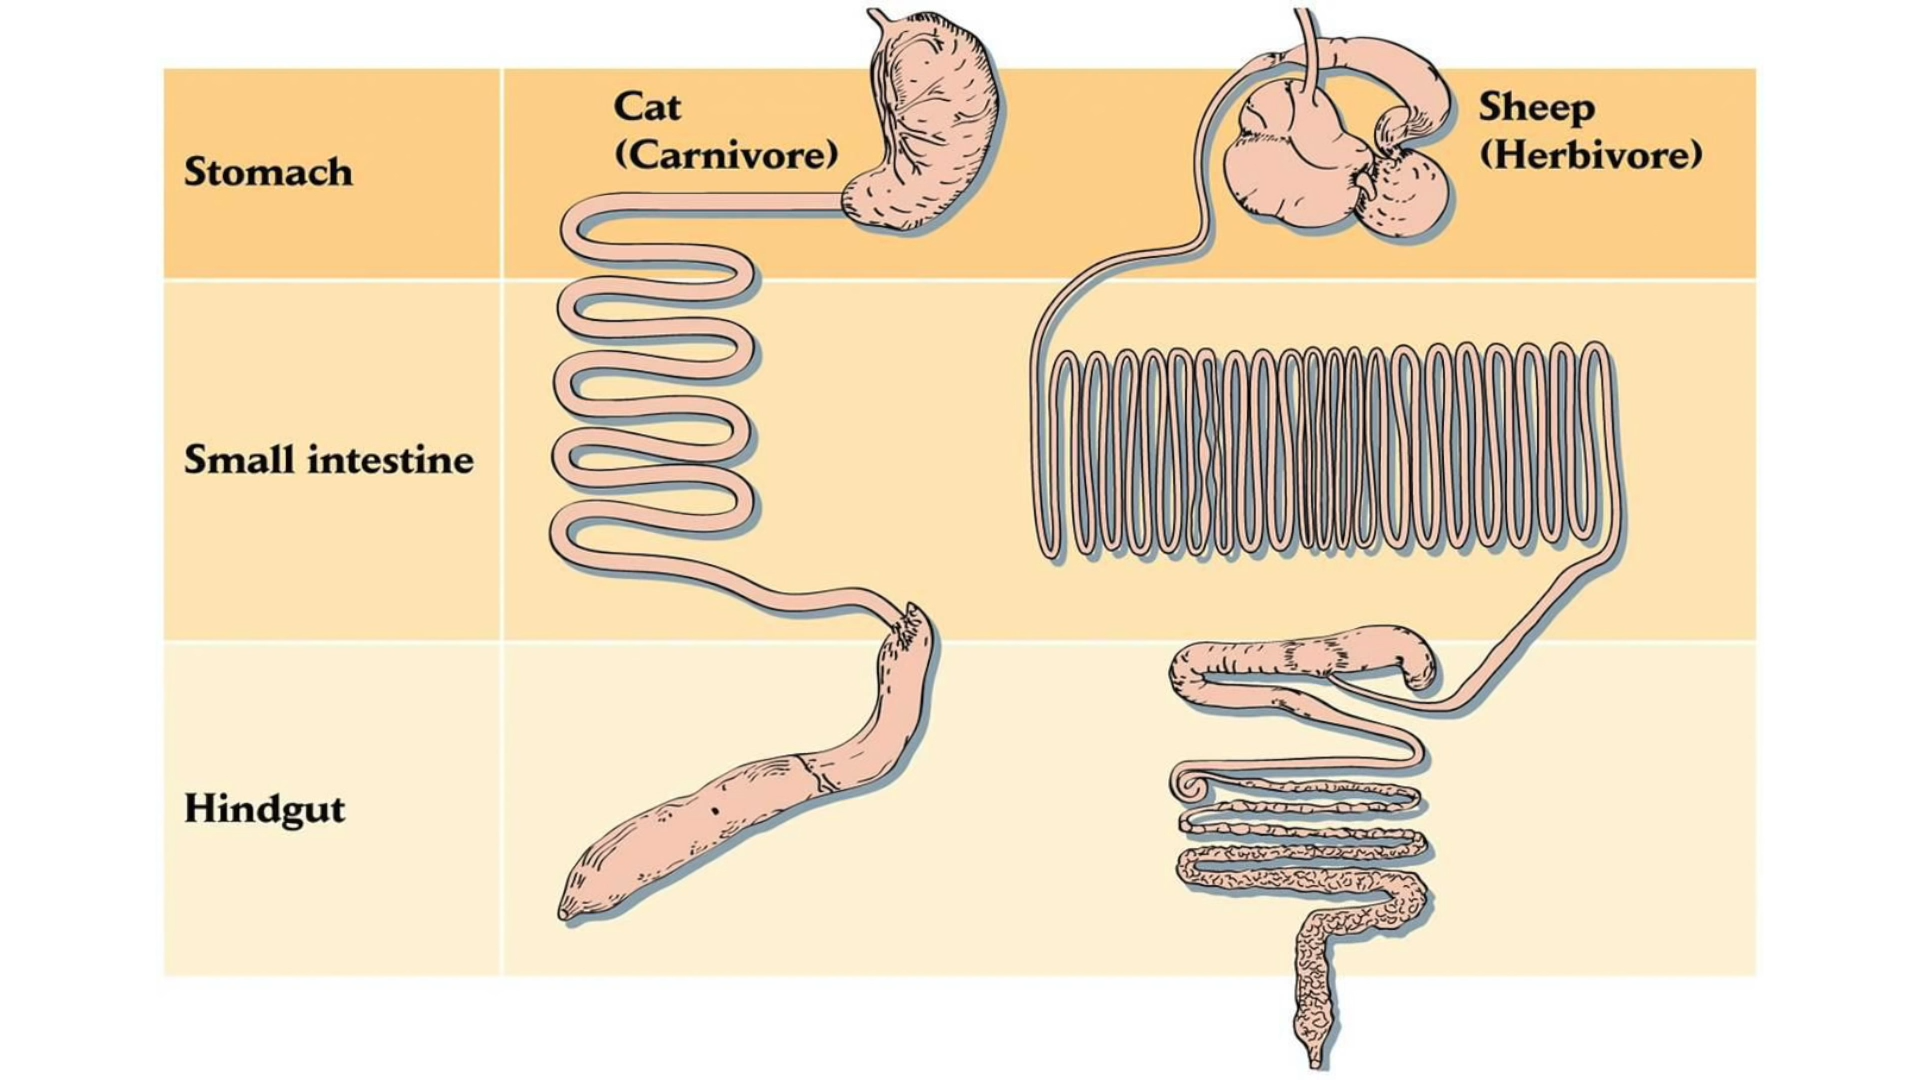 Cat
(Carnivore)
Sheep
(Herbivore)
Stomach
Small intestine
Hindgut